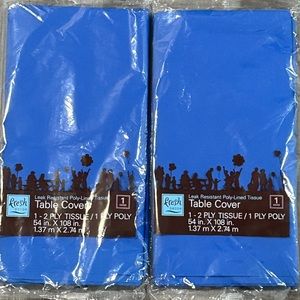 fresh
Leak Resistant Poly-Lined Tissue
Table Cover
1
1 - 2 PLY TISSUE / 1 PLY POLY
54 in. X 108 in.
1.37 m X 2.74 m
fresh
Leak Resistant Poly-Lined Tissue
Table Cover
1
1 - 2 PLY TISSUE / 1 PLY POLY
54 in. X 108 in.
1.37 m X 2.74 m